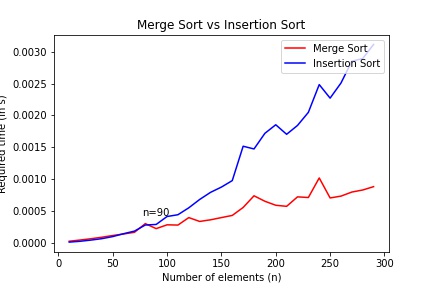 Merge Sort vs Insertion Sort
Merge Sort
Insertion Sort
Required time (in s)
0.0030
0.0025
0.0020
0.0015
0.0010
0.0005
0.0000
n=90
0
50
100
150
200
250
300
Number of elements (n)